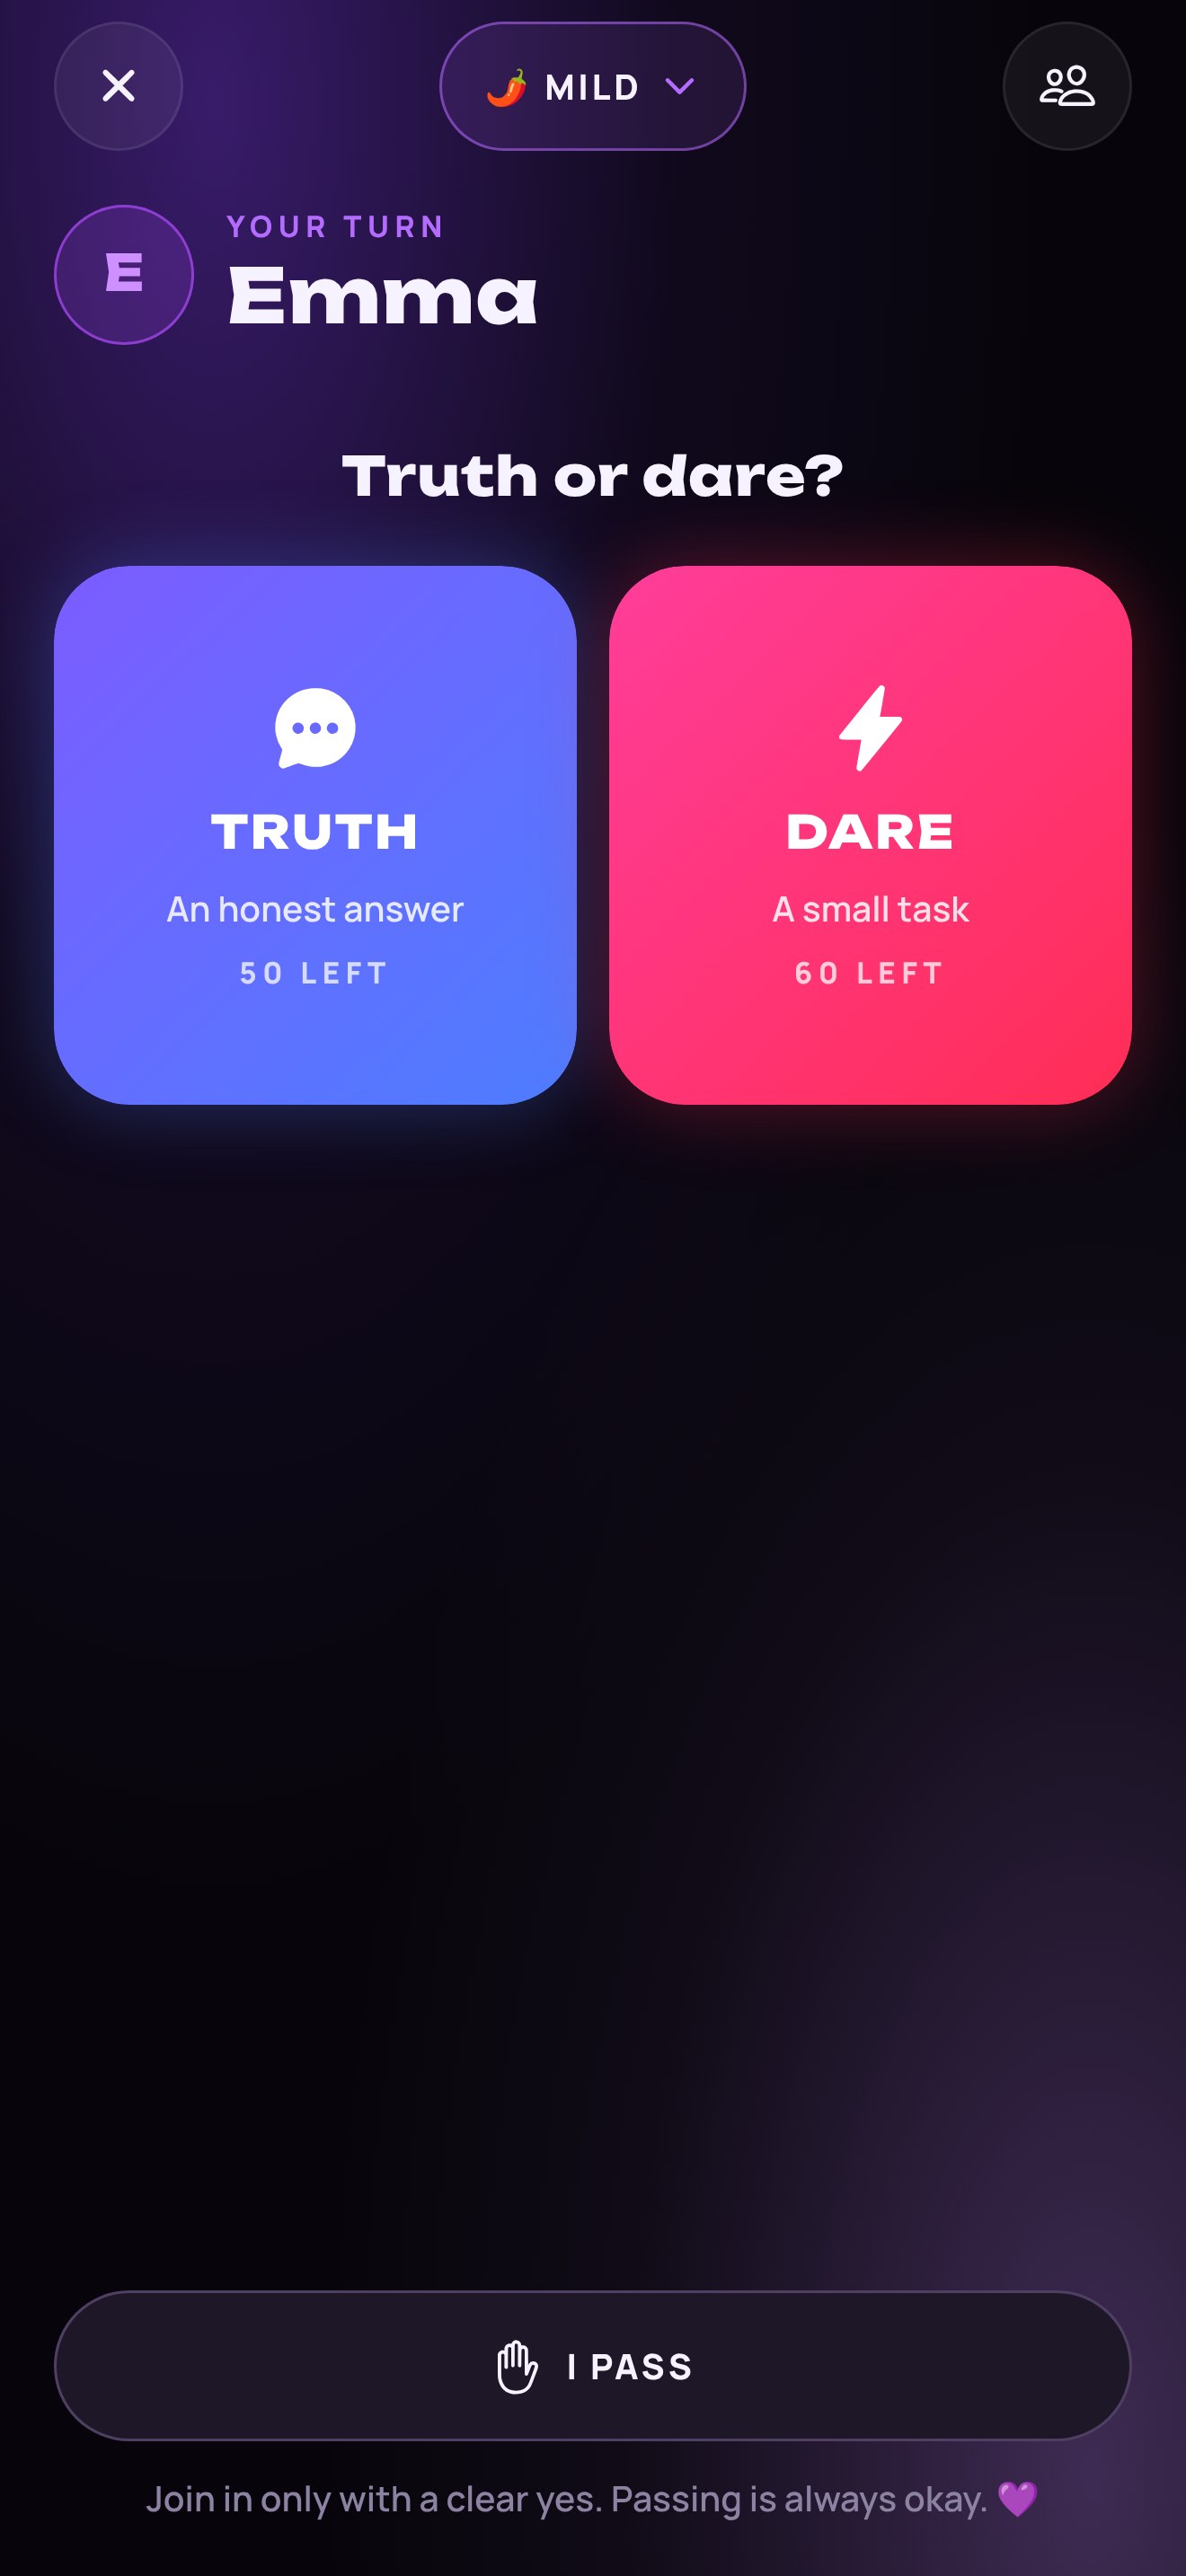 🌶️ MILD
E
YOUR TURN
Emma
Truth or dare?
TRUTH
An honest answer
50 LEFT
DARE
A small task
60 LEFT
I PASS
Join in only with a clear yes. Passing is always okay. 💜